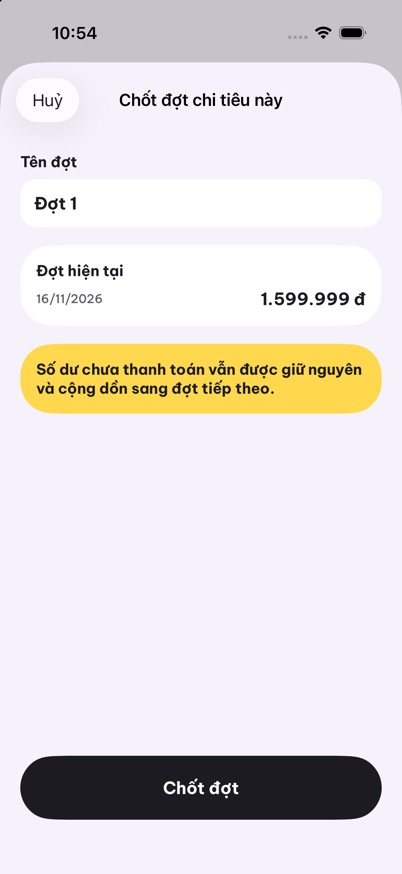 10:54
Huỷ
Chốt đợt chi tiêu này
Tên đợt
Đợt 1
Đợt hiện tại
16/11/2026
1.599.999 đ
Số dư chưa thanh toán vẫn được giữ nguyên
và cộng dồn sang đợt tiếp theo.
Chốt đợt